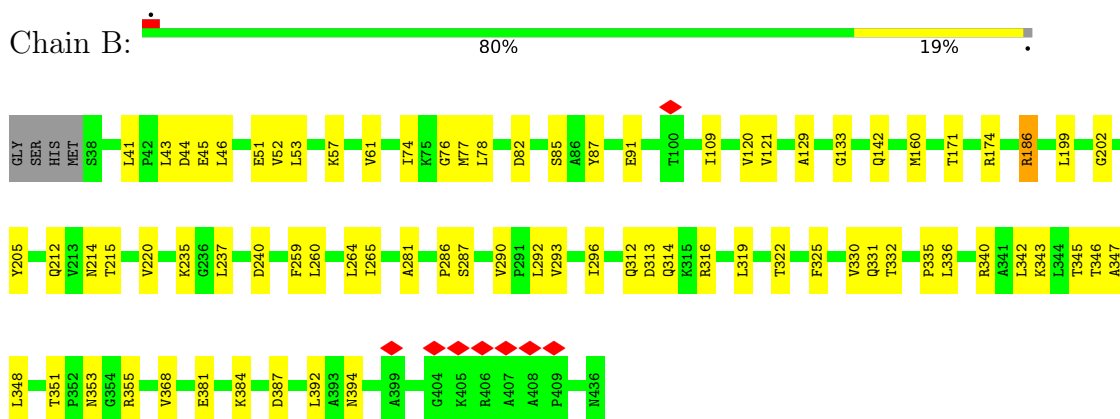 Chain B:
80% 19%
GLY SER HIS MET S38 L41 P42 L43 D44 E45 L46 E51 V52 L53 K57 V61 I74 K75 G76 M77 L78 D82 S85 A86 Y87 E91 T100 I109 V120 V121 A129 G133 Q142 M160 T171 R174 R186 L199 G202
Y205 Q212 V213 N214 T215 V220 K235 G236 L237 D240 F259 L260 L264 I265 A281 P286 S287 V290 P291 L292 V293 I296 Q312 D313 Q314 K315 R316 L319 T322 F325 V330 Q331 T332 P335 L336 R340 A341 L342 K343 L344 T345 T346 A347
L348 T351 P352 N353 G354 R355 V368 E381 K384 D387 L392 A393 N394 A399 G404 K405 R406 A407 A408 P409 N436